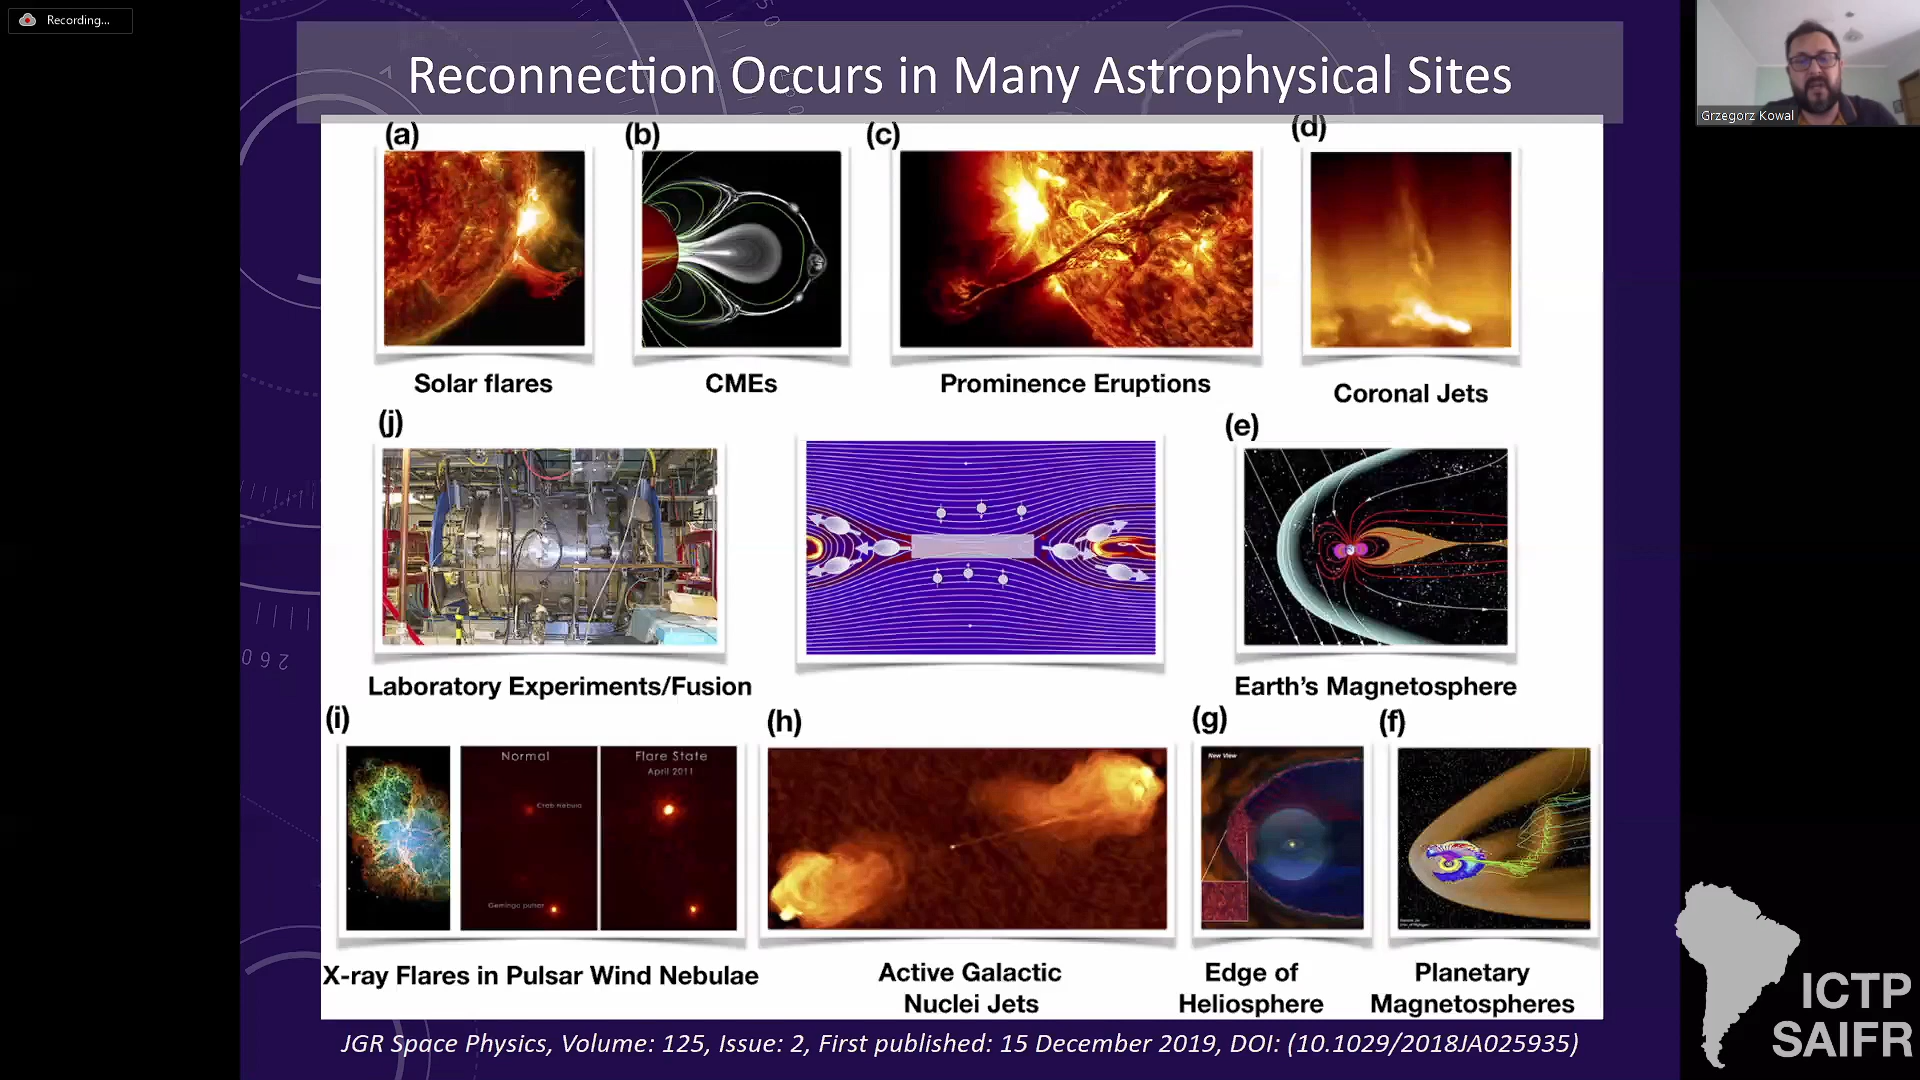 Recording...
Reconnection Occurs in Many Astrophysical Sites
Grzegorz Kowal
(a)
(b)
(c)
(d)
Solar flares
CMEs
Prominence Eruptions
Coronal Jets
(j)
(e)
Laboratory Experiments/Fusion
Earth's Magnetosphere
(i)
(h)
(g)
(f)
Normal
Flare State
April 2011
Crab Nebula
Geminga pulsar
New View
X-ray Flares in Pulsar Wind Nebulae
Active Galactic
Nuclei Jets
Edge of
Heliosphere
Planetary
Magnetospheres
JGR Space Physics, Volume: 125, Issue: 2, First published: 15 December 2019, DOI: (10.1029/2018JA025935)
ICTP
SAIFR
260